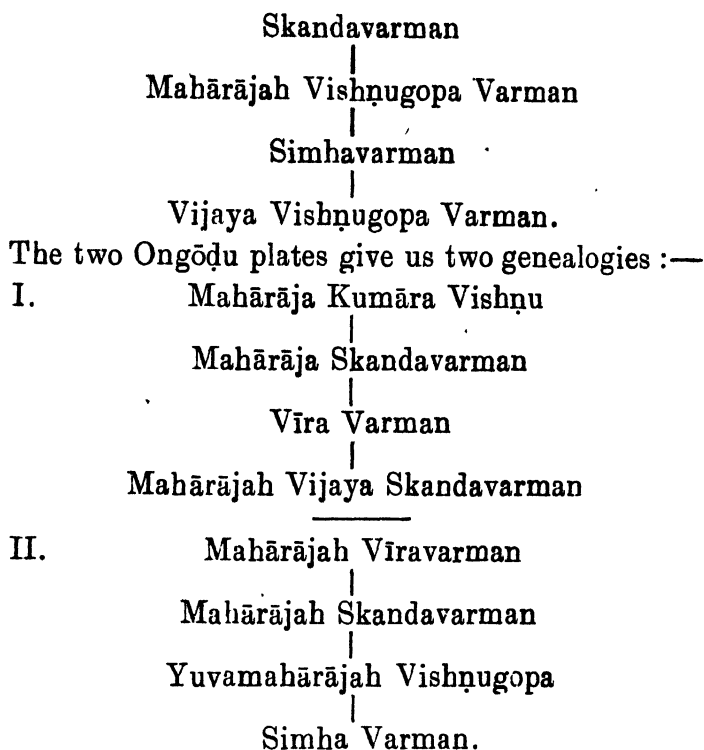 Skandavarman
Mahārājah Vishṇugopa Varman
Simhavarman
Vijaya Vishṇugopa Varman.
The two Ongōḍu plates give us two genealogies :—
I. Mahārāja Kumāra Vishṇu
Mahārāja Skandavarman
Vīra Varman
Mahārājah Vijaya Skandavarman
II. Mahārājah Vīravarman
Mahārājah Skandavarman
Yuvamahārājah Vishṇugopa
Simha Varman.